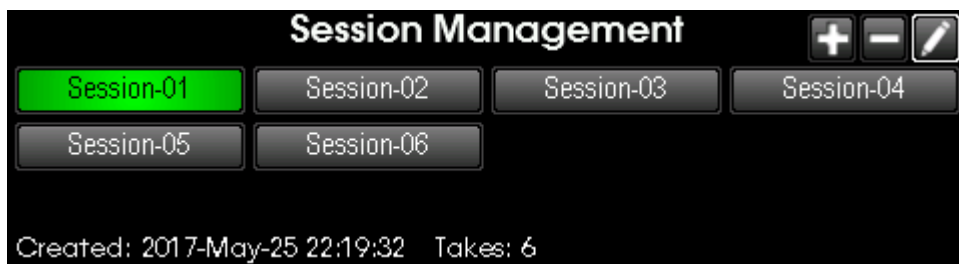 Session Management
Session-01 Session-02 Session-03 Session-04
Session-05 Session-06
Created: 2017-May-25 22:19:32 Takes: 6